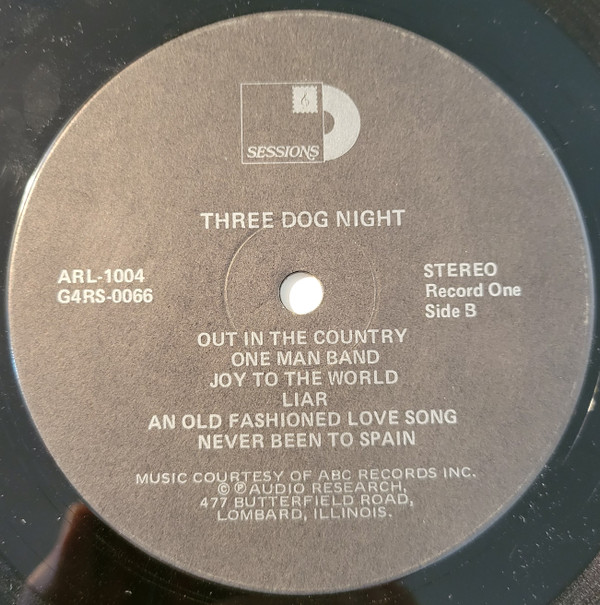 SESSIONS
THREE DOG NIGHT
ARL-1004
G4RS-0066
STEREO
Record One
Side B
OUT IN THE COUNTRY
ONE MAN BAND
JOY TO THE WORLD
LIAR
AN OLD FASHIONED LOVE SONG
NEVER BEEN TO SPAIN
MUSIC COURTESY OF ABC RECORDS INC.
© ℗ AUDIO RESEARCH,
477 BUTTERFIELD ROAD,
LOMBARD, ILLINOIS.